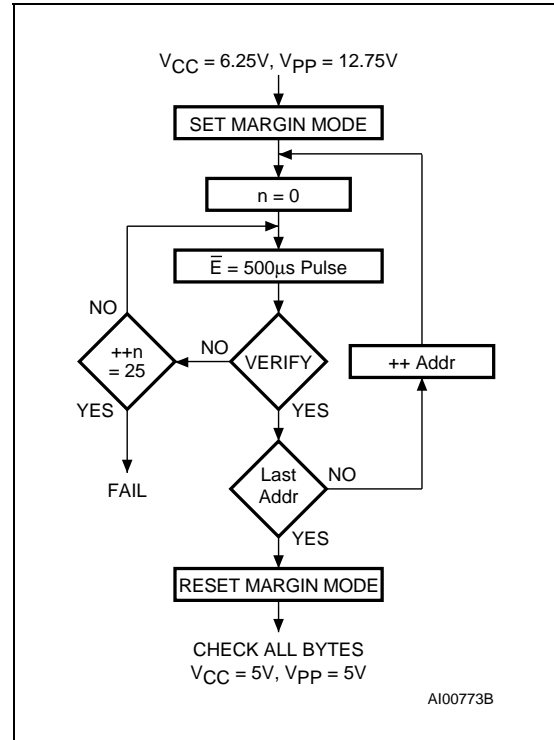 VCC = 6.25V, VPP = 12.75V
SET MARGIN MODE
n = 0
E̅ = 500µs Pulse
NO
++n
= 25
NO
VERIFY
++ Addr
YES
YES
FAIL
Last
Addr
NO
YES
RESET MARGIN MODE
CHECK ALL BYTES
VCC = 5V, VPP = 5V
AI00773B